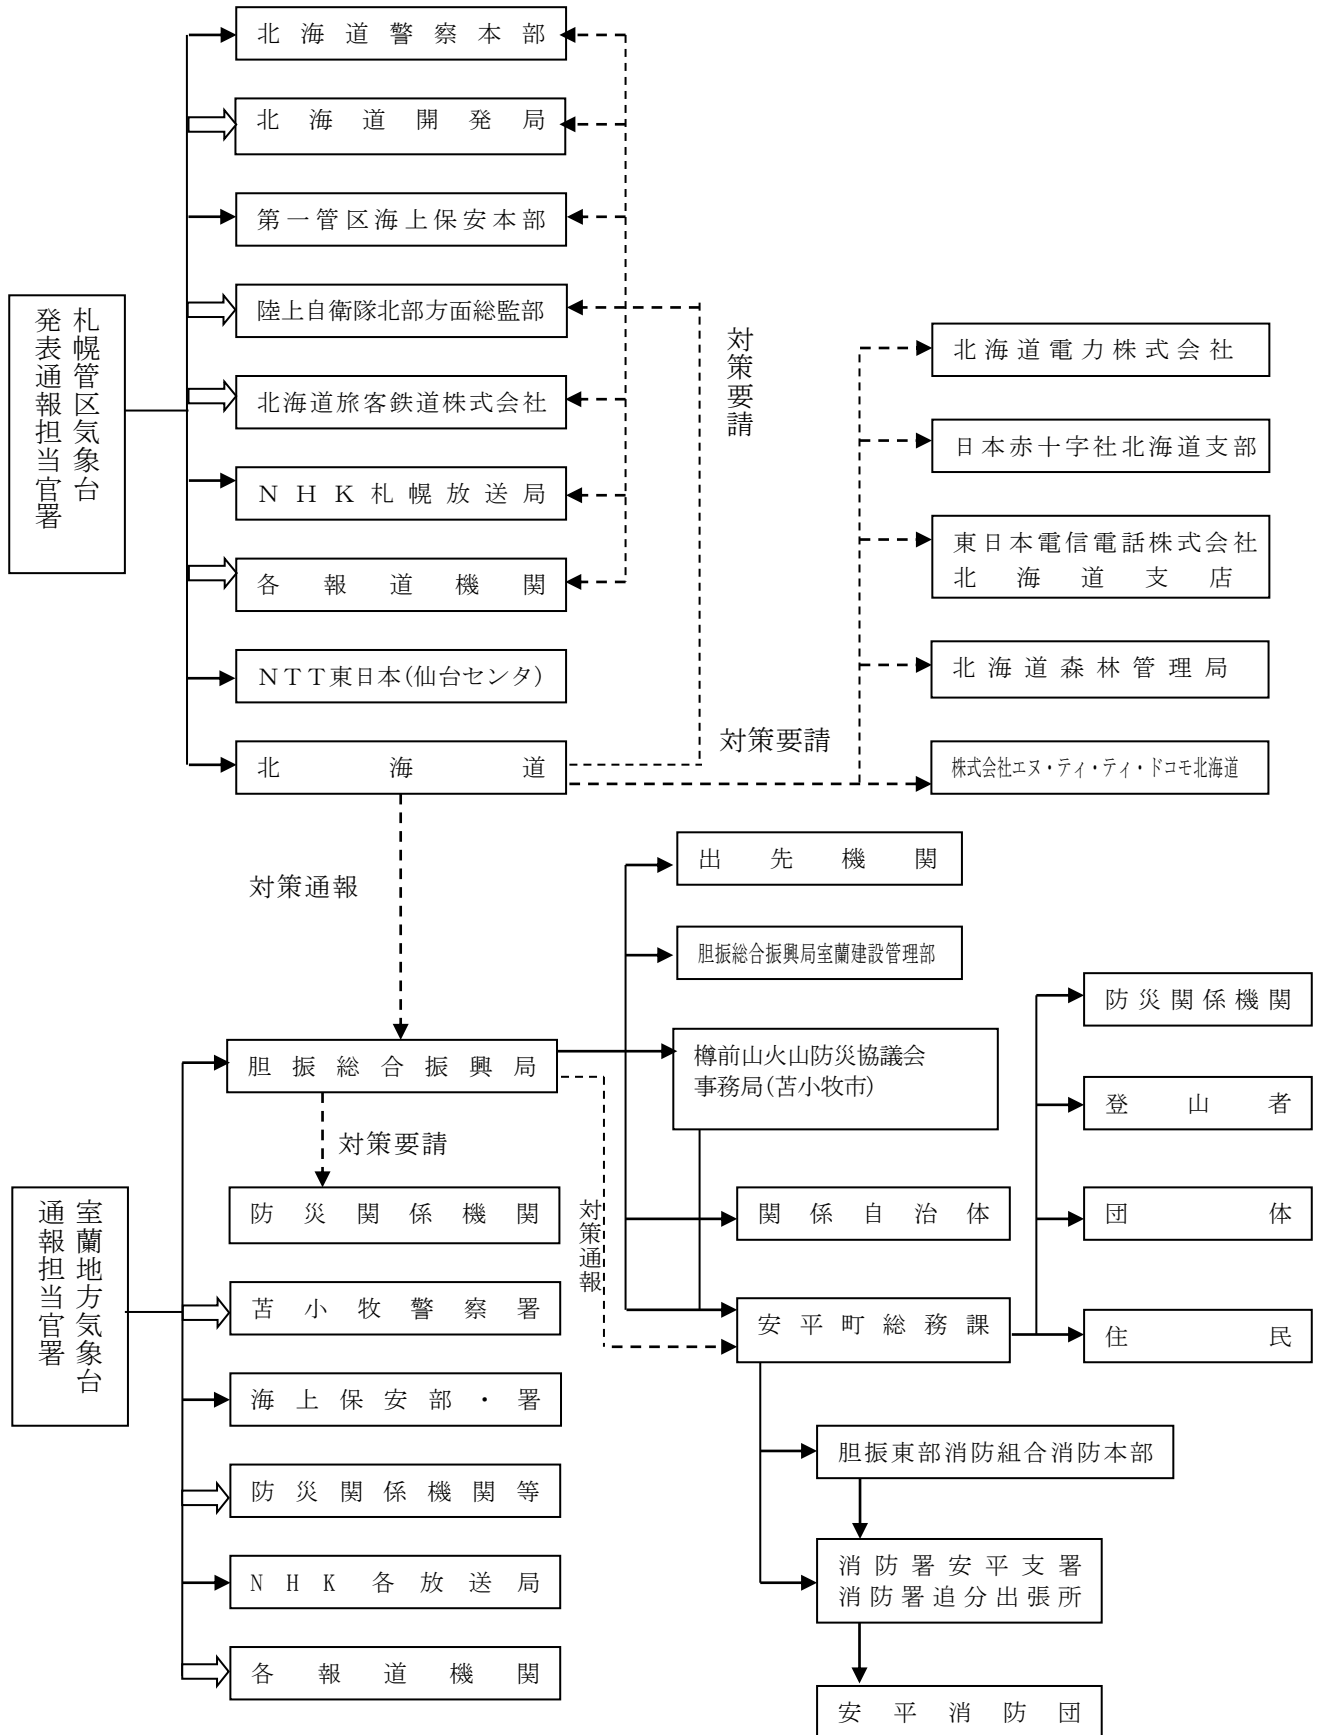 札幌管区気象台
発表通報担当官署
北海道警察本部
北海道開発局
第一管区海上保安本部
陸上自衛隊北部方面総監部
北海道旅客鉄道株式会社
ＮＨＫ札幌放送局
各報道機関
ＮＴＴ東日本(仙台センタ)
北海道
対策要請
対策要請
北海道電力株式会社
日本赤十字社北海道支部
東日本電信電話株式会社
北海道支店
北海道森林管理局
株式会社エヌ・ティ・ティ・ドコモ北海道
対策通報
出先機関
胆振総合振興局室蘭建設管理部
樽前山火山防災協議会
事務局(苫小牧市)
関係自治体
安平町総務課
防災関係機関
登山者
団体
住民
室蘭地方気象台
通報担当官署
胆振総合振興局
対策要請
対策通報
防災関係機関
苫小牧警察署
海上保安部・署
防災関係機関等
ＮＨＫ各放送局
各報道機関
胆振東部消防組合消防本部
消防署安平支署
消防署追分出張所
安平消防団